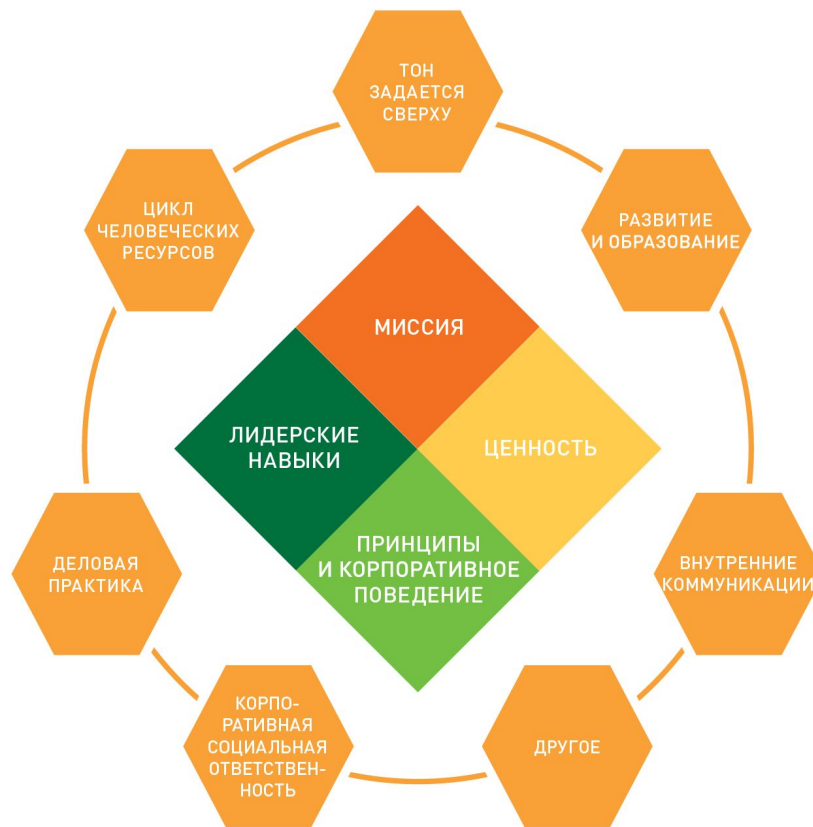 ТОН
ЗАДАЕТСЯ
СВЕРХУ
ЦИКЛ
ЧЕЛОВЕЧЕСКИХ
РЕСУРСОВ
РАЗВИТИЕ
И ОБРАЗОВАНИЕ
МИССИЯ
ЛИДЕРСКИЕ
НАВЫКИ
ЦЕННОСТЬ
ПРИНЦИПЫ
И КОРПОРАТИВНОЕ
ПОВЕДЕНИЕ
ДЕЛОВАЯ
ПРАКТИКА
ВНУТРЕННИЕ
КОММУНИКАЦИИ
КОРПО-
РАТИВНАЯ
СОЦИАЛЬНАЯ
ОТВЕТСТВЕН-
НОСТЬ
ДРУГОЕ